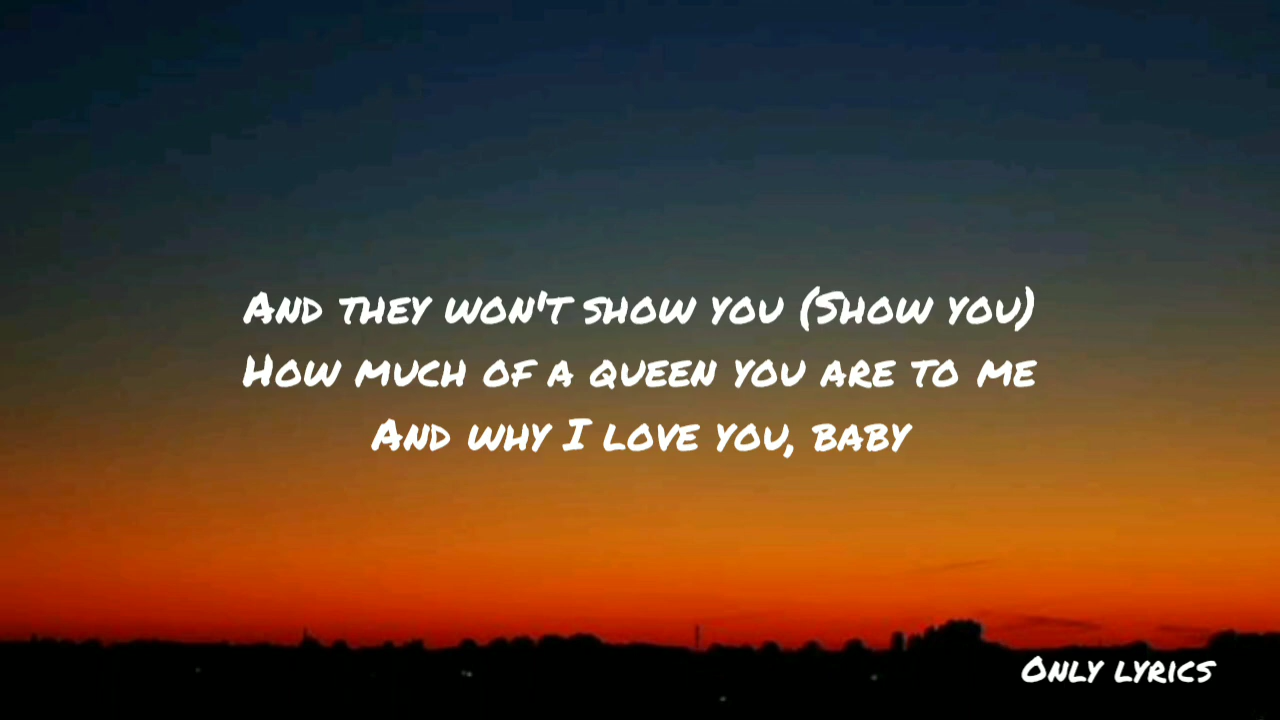 And they won't show you (Show you)
How much of a queen you are to me
And why I love you, baby
Only lyrics